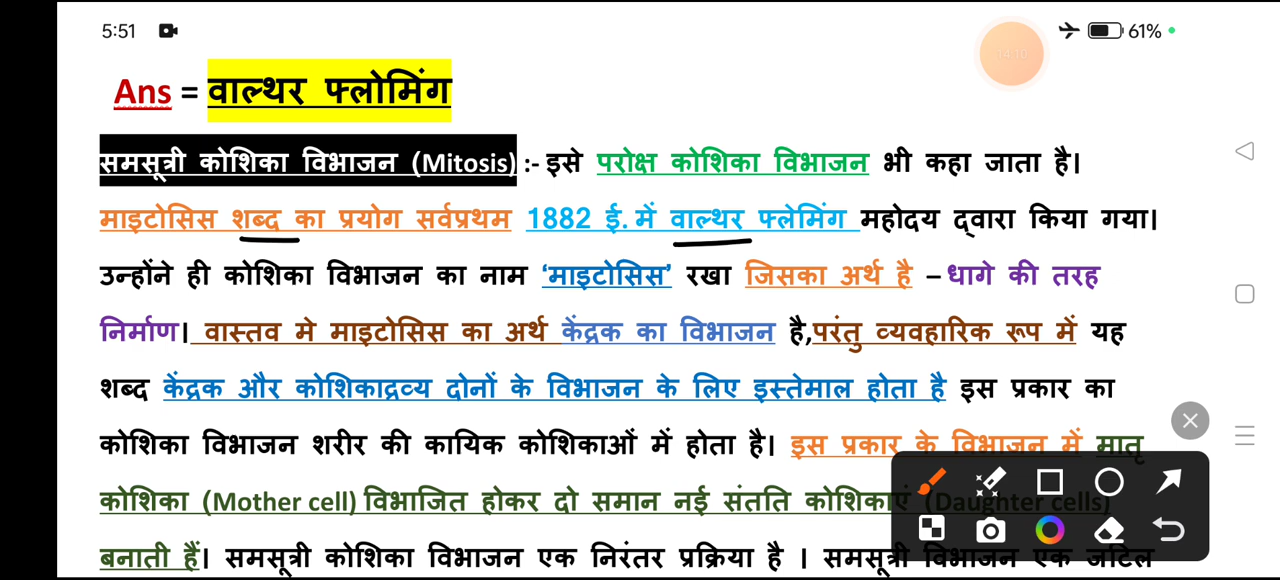 5:51 61%
Ans = वाल्थर फ्लोमिंग
समसूत्री कोशिका विभाजन (Mitosis) :- इसे परोक्ष कोशिका विभाजन भी कहा जाता है।
माइटोसिस शब्द का प्रयोग सर्वप्रथम 1882 ई. में वाल्थर फ्लेमिंग महोदय द्वारा किया गया।
उन्होंने ही कोशिका विभाजन का नाम ‘माइटोसिस’ रखा जिसका अर्थ है – धागे की तरह
निर्माण। वास्तव मे माइटोसिस का अर्थ केंद्रक का विभाजन है,परंतु व्यवहारिक रूप में यह
शब्द केंद्रक और कोशिकाद्रव्य दोनों के विभाजन के लिए इस्तेमाल होता है इस प्रकार का
कोशिका विभाजन शरीर की कायिक कोशिकाओं में होता है। इस प्रकार के विभाजन में मातृ
कोशिका (Mother cell) विभाजित होकर दो समान नई संतति कोशिकाएं (Daughter cells)
बनाती हैं। समसूत्री कोशिका विभाजन एक निरंतर प्रक्रिया है । समसूत्री विभाजन एक जटिल